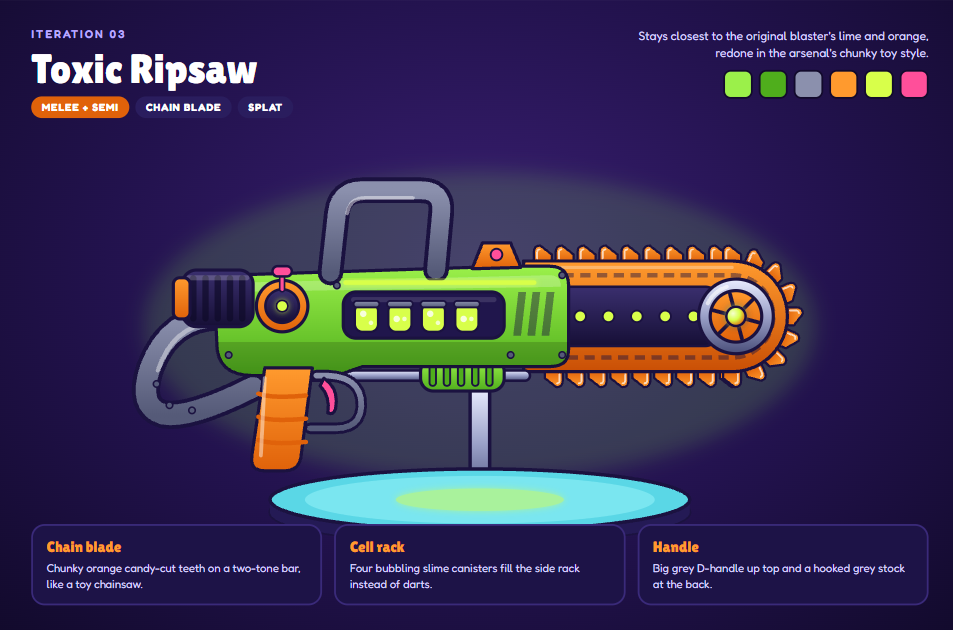 ITERATION 03
Toxic Ripsaw
MELEE + SEMI
CHAIN BLADE
SPLAT
Stays closest to the original blaster's lime and orange,
redone in the arsenal's chunky toy style.
Chain blade
Chunky orange candy-cut teeth on a two-tone bar,
like a toy chainsaw.
Cell rack
Four bubbling slime canisters fill the side rack
instead of darts.
Handle
Big grey D-handle up top and a hooked grey stock
at the back.